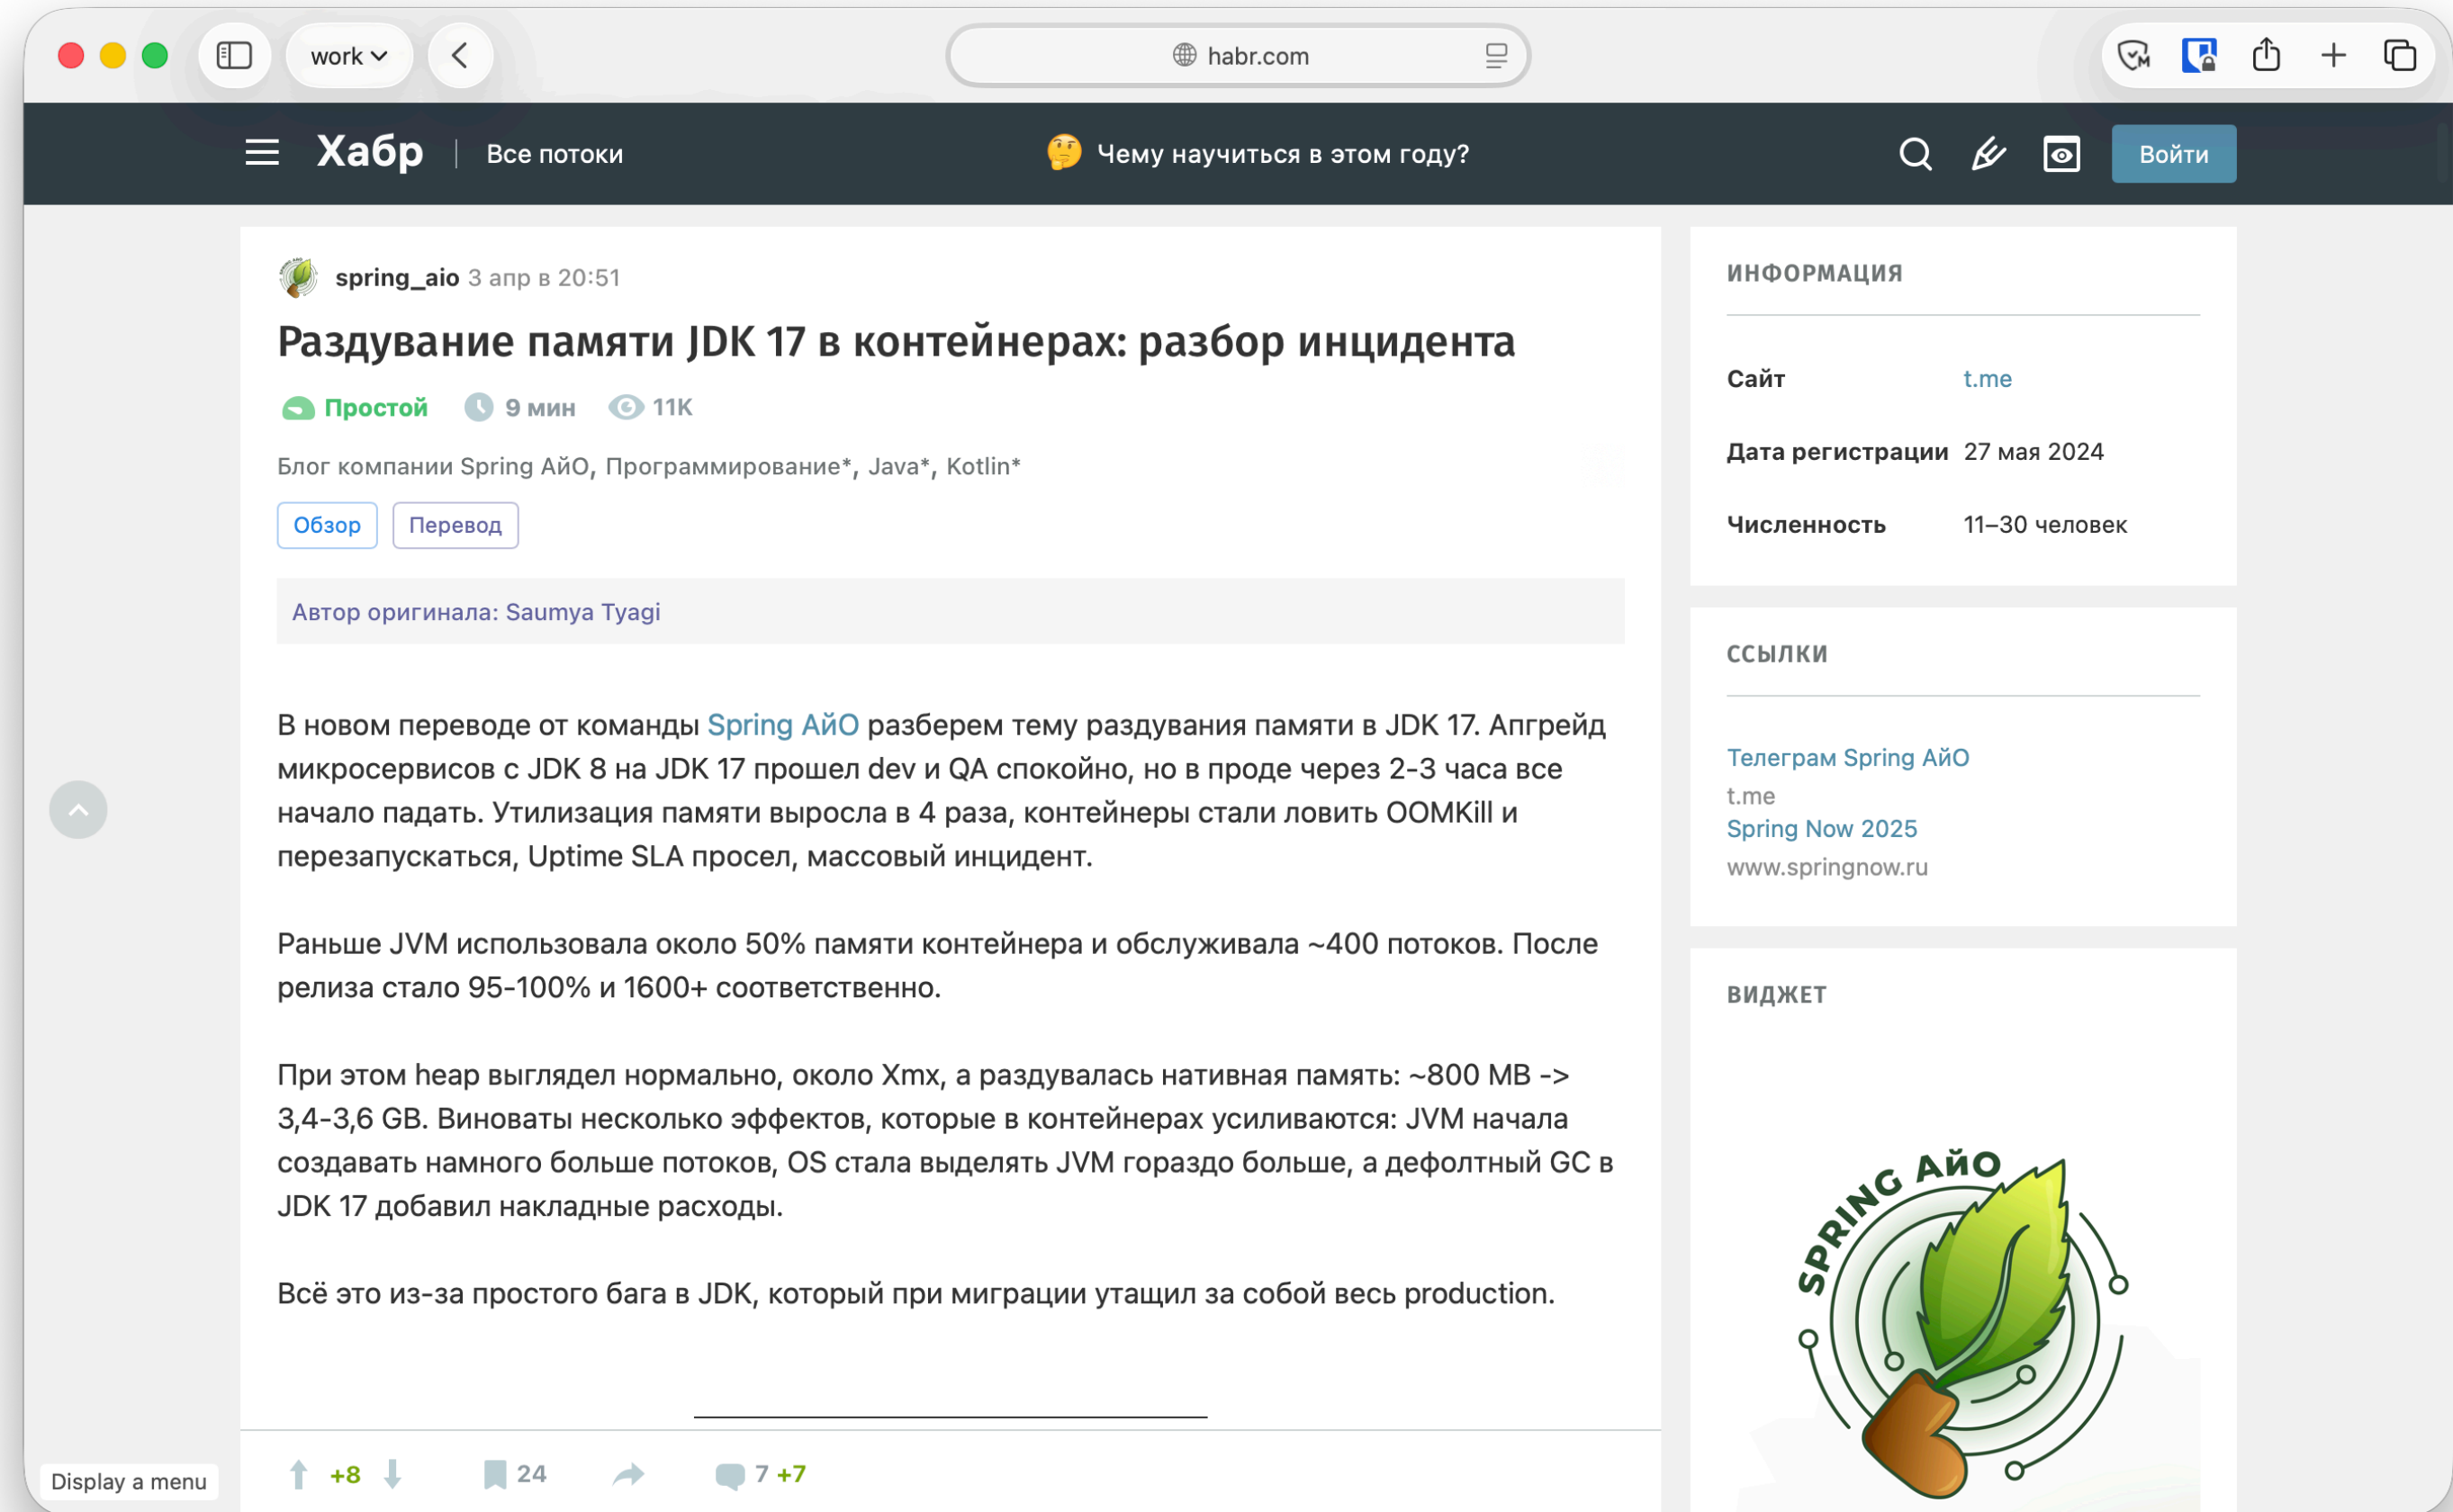 work
habr.com
Хабр
Все потоки
🤔 Чему научиться в этом году?
Войти
spring_aio 3 апр в 20:51
Раздувание памяти JDK 17 в контейнерах: разбор инцидента
Простой 9 мин 11K
Блог компании Spring АйО, Программирование*, Java*, Kotlin*
Обзор Перевод
Автор оригинала: Saumya Tyagi
В новом переводе от команды Spring АйО разберем тему раздувания памяти в JDK 17. Апгрейд
микросервисов с JDK 8 на JDK 17 прошел dev и QA спокойно, но в проде через 2-3 часа все
начало падать. Утилизация памяти выросла в 4 раза, контейнеры стали ловить OOMKill и
перезапускаться, Uptime SLA просел, массовый инцидент.
Раньше JVM использовала около 50% памяти контейнера и обслуживала ~400 потоков. После
релиза стало 95-100% и 1600+ соответственно.
При этом heap выглядел нормально, около Xmx, а раздувалась нативная память: ~800 MB ->
3,4-3,6 GB. Виноваты несколько эффектов, которые в контейнерах усиливаются: JVM начала
создавать намного больше потоков, OS стала выделять JVM гораздо больше, а дефолтный GC в
JDK 17 добавил накладные расходы.
Всё это из-за простого бага в JDK, который при миграции утащил за собой весь production.
+8 24 7 +7
Display a menu
ИНФОРМАЦИЯ
Сайт t.me
Дата регистрации 27 мая 2024
Численность 11–30 человек
ССЫЛКИ
Телеграм Spring АйО
t.me
Spring Now 2025
www.springnow.ru
ВИДЖЕТ
SPRING АйО